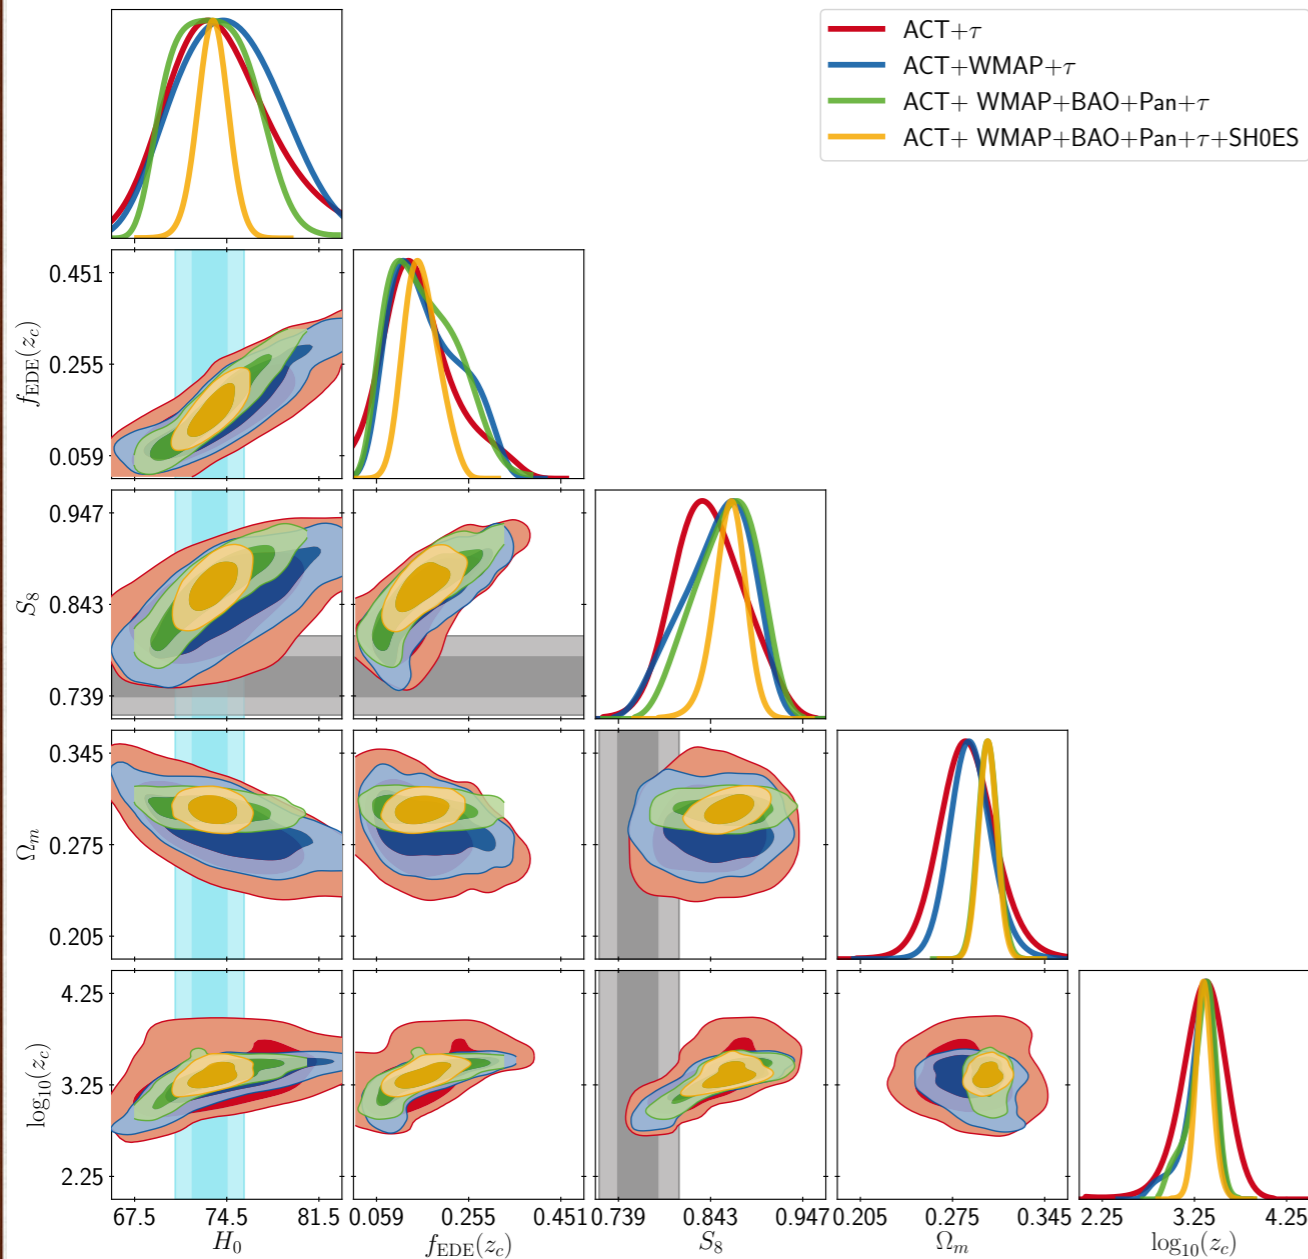 ACT+τ
ACT+WMAP+τ
ACT+ WMAP+BAO+Pan+τ
ACT+ WMAP+BAO+Pan+τ+SH0ES
0.451
0.255
0.059
f_EDE(z_c)
0.947
0.843
0.739
S_8
0.345
0.275
0.205
Ω_m
4.25
3.25
2.25
log_10(z_c)
67.5 74.5 81.5
H_0
0.059 0.255 0.451
f_EDE(z_c)
0.739 0.843 0.947
S_8
0.205 0.275 0.345
Ω_m
2.25 3.25 4.25
log_10(z_c)